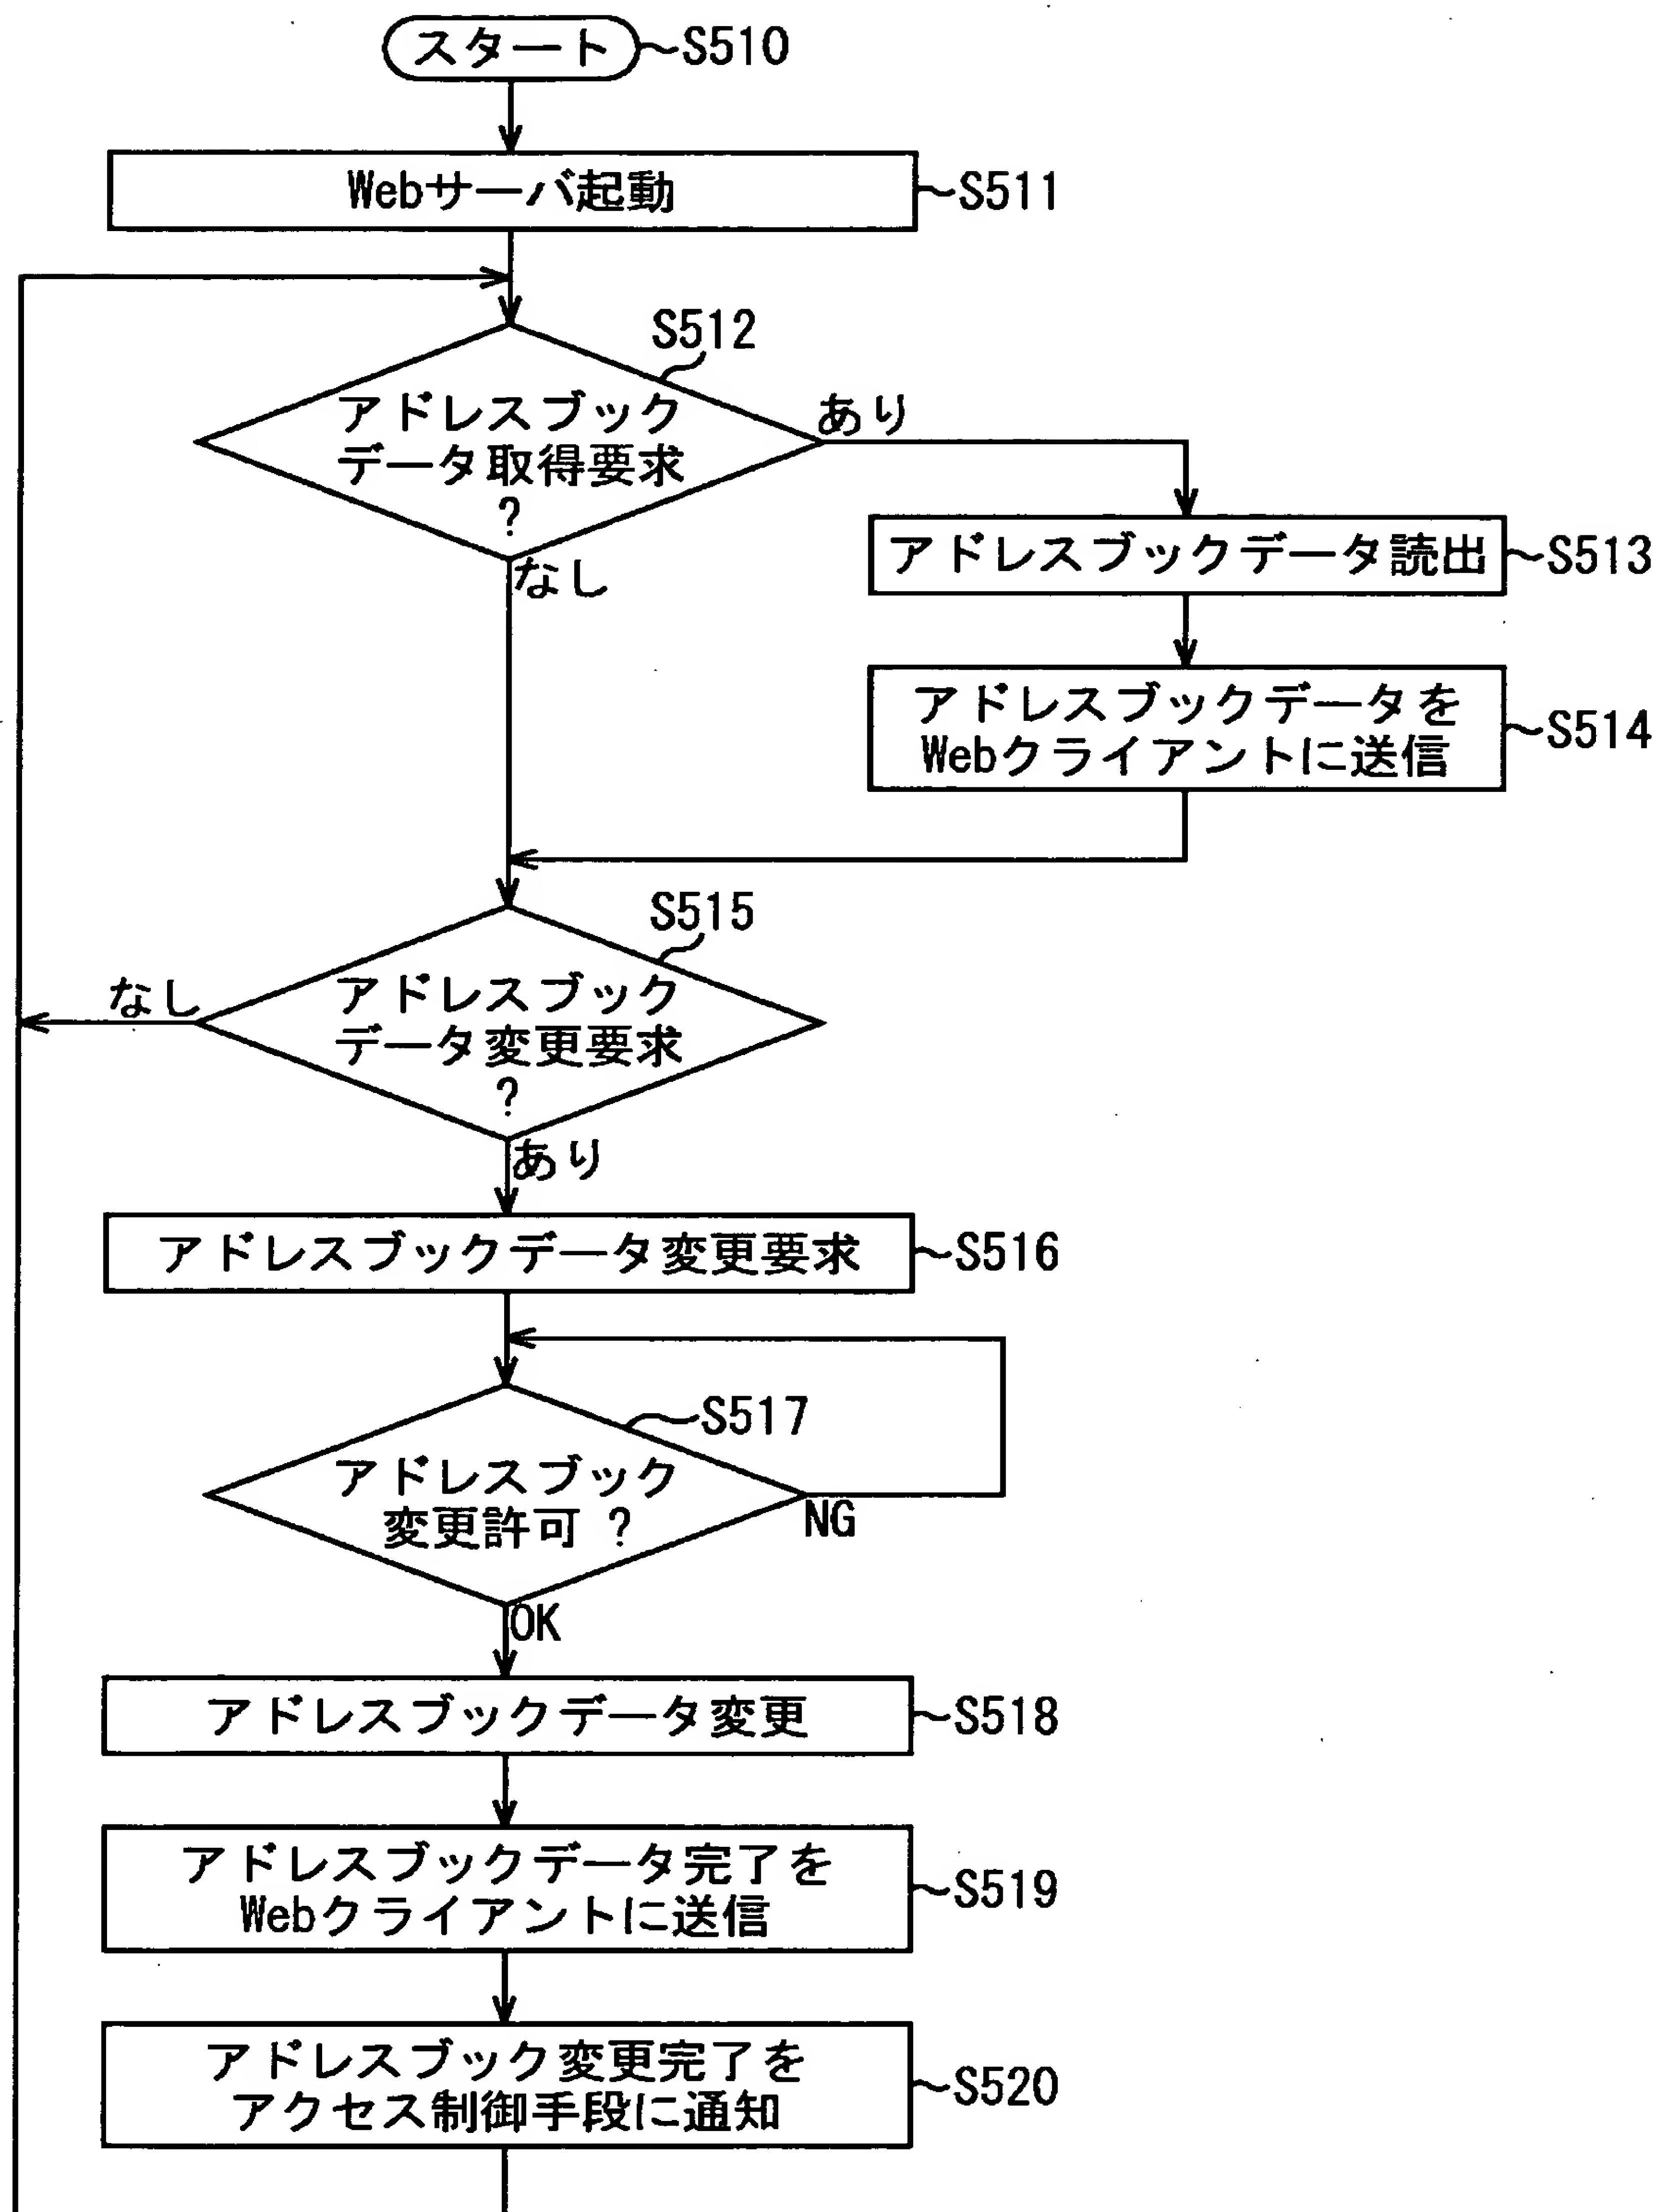 スタート
S510
Webサーバ起動
S511
S512
アドレスブック
データ取得要求
?
あり
なし
アドレスブックデータ読出
S513
アドレスブックデータを
Webクライアントに送信
S514
S515
アドレスブック
データ変更要求
?
なし
あり
アドレスブックデータ変更要求
S516
S517
アドレスブック
変更許可 ?
NG
OK
アドレスブックデータ変更
S518
アドレスブックデータ完了を
Webクライアントに送信
S519
アドレスブック変更完了を
アクセス制御手段に通知
S520